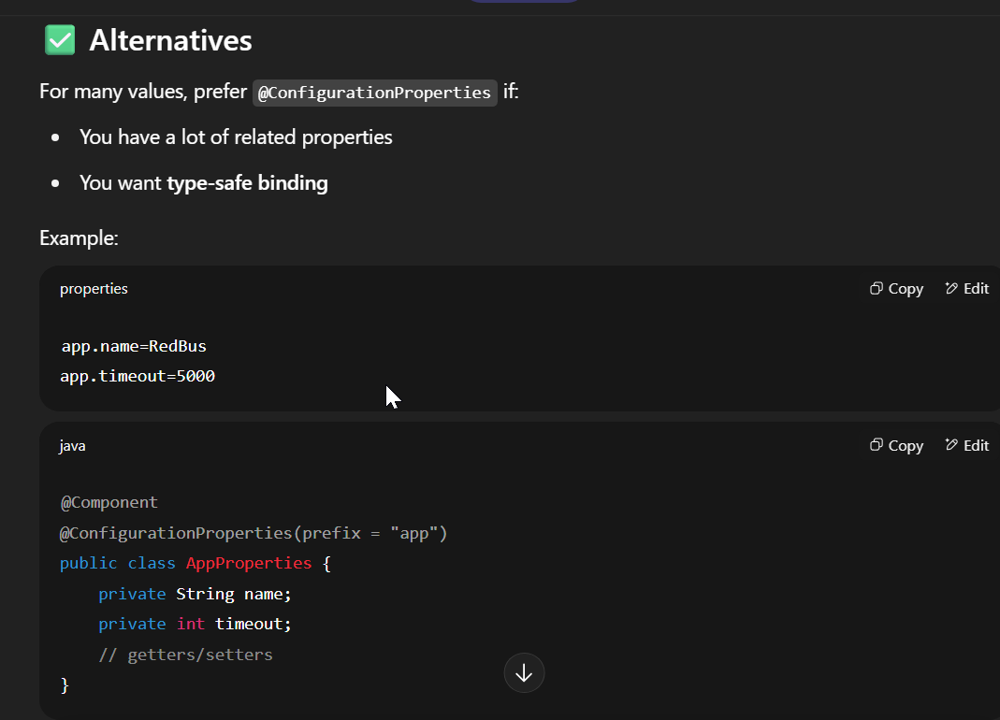 ✅ Alternatives
For many values, prefer @ConfigurationProperties if:
• You have a lot of related properties
• You want type-safe binding
Example:
properties Copy Edit
app.name=RedBus
app.timeout=5000
java Copy Edit
@Component
@ConfigurationProperties(prefix = "app")
public class AppProperties {
    private String name;
    private int timeout;
    // getters/setters
}